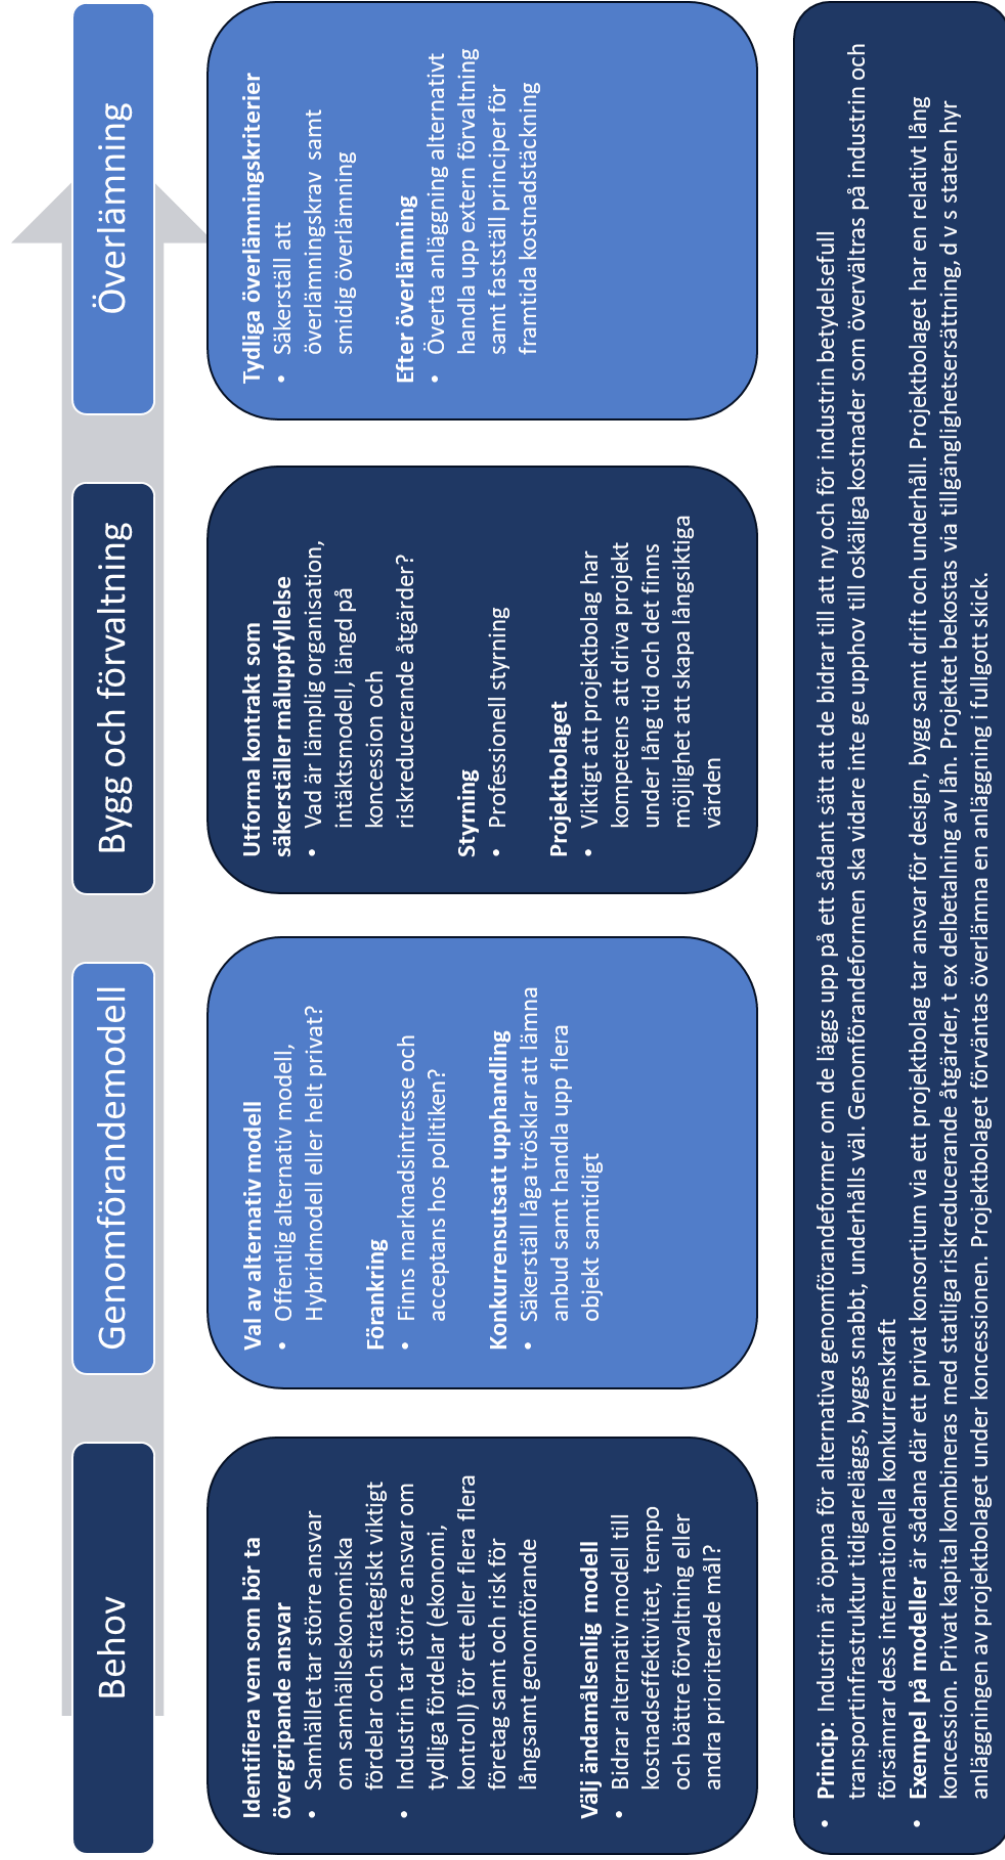 Behov
Genomförandemodell
Bygg och förvaltning
Överlämning
Identifiera vem som bör ta
övergripande ansvar
• Samhället tar större ansvar
om samhällsekonomiska
fördelar och strategiskt viktigt
• Industrin tar större ansvar om
tydliga fördelar (ekonomi,
kontroll) för ett eller flera flera
företag samt och risk för
långsamt genomförande
Välj ändamålsenlig modell
• Bidrar alternativ modell till
kostnadseffektivitet, tempo
och bättre förvaltning eller
andra prioriterade mål?
Val av alternativ modell
• Offentlig alternativ modell,
Hybridmodell eller helt privat?
Förankring
• Finns marknadsintresse och
acceptans hos politiken?
Konkurrensutsatt upphandling
• Säkerställ låga trösklar att lämna
anbud samt handla upp flera
objekt samtidigt
Utforma kontrakt som
säkerställer måluppfyllelse
• Vad är lämplig organisation,
intäktsmodell, längd på
koncession och
riskreducerande åtgärder?
Styrning
• Professionell styrning
Projektbolaget
• Viktigt att projektbolag har
kompetens att driva projekt
under lång tid och det finns
möjlighet att skapa långsiktiga
värden
Tydliga överlämningskriterier
• Säkerställ att
överlämningskrav samt
smidig överlämning
Efter överlämning
• Överta anläggning alternativt
handla upp extern förvaltning
samt fastställ principer för
framtida kostnadstäckning
• Princip: Industrin är öppna för alternativa genomförandeformer om de läggs upp på ett sådant sätt att de bidrar till att ny och för industrin betydelsefull
transportinfrastruktur tidigareläggs, byggs snabbt, underhålls väl. Genomförandeformen ska vidare inte ge upphov till oskäliga kostnader som övervältras på industrin och
försämrar dess internationella konkurrenskraft
• Exempel på modeller är sådana där ett privat konsortium via ett projektbolag tar ansvar för design, bygg samt drift och underhåll. Projektbolaget har en relativt lång
koncession. Privat kapital kombineras med statliga riskreducerande åtgärder, t ex delbetalning av lån. Projektet bekostas via tillgänglighetsersättning, d v s staten hyr
anläggningen av projektbolaget under koncessionen. Projektbolaget förväntas överlämna en anläggning i fullgott skick.